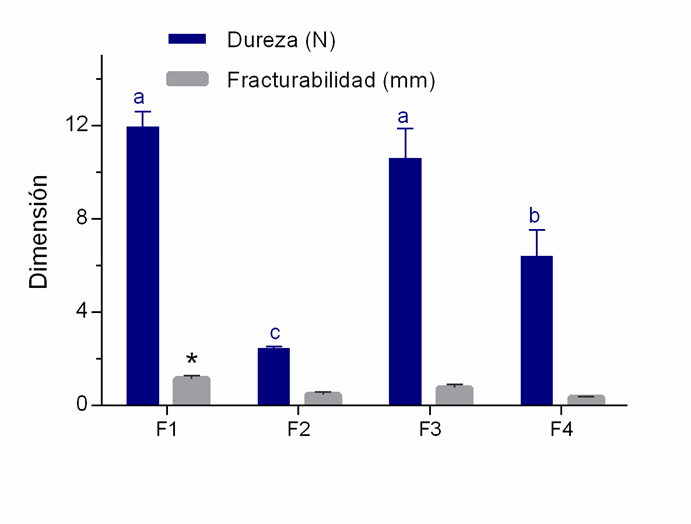 Dureza (N)
Fracturabilidad (mm)
a
a
12
Dimensión
8
b
4
c
*
0
F1 F2 F3 F4